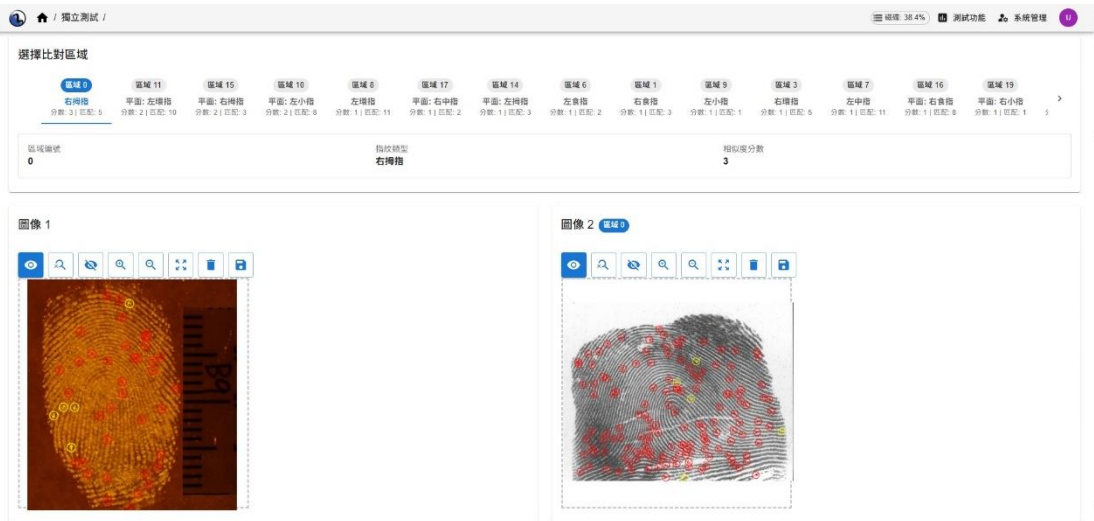 / 獨立測試 /
磁碟: 38.4%
測試功能
系統管理
U
選擇比對區域
區域 0 區域 11 區域 15 區域 10 區域 8 區域 17 區域 14 區域 6 區域 1 區域 9 區域 3 區域 7 區域 16 區域 19
右拇指 平面: 左環指 平面: 右拇指 平面: 左小指 左環指 平面: 右中指 平面: 左拇指 左食指 右食指 左小指 右環指 左中指 平面: 右食指 平面: 右小指
分數: 3 | 匹配: 5 分數: 2 | 匹配: 10 分數: 2 | 匹配: 3 分數: 2 | 匹配: 8 分數: 1 | 匹配: 11 分數: 1 | 匹配: 2 分數: 1 | 匹配: 3 分數: 1 | 匹配: 2 分數: 1 | 匹配: 3 分數: 1 | 匹配: 1 分數: 1 | 匹配: 5 分數: 1 | 匹配: 11 分數: 1 | 匹配: 8 分數: 1 | 匹配: 1
區域編號 指紋類型 相似度分數
0 右拇指 3
圖像 1
圖像 2 區域 0